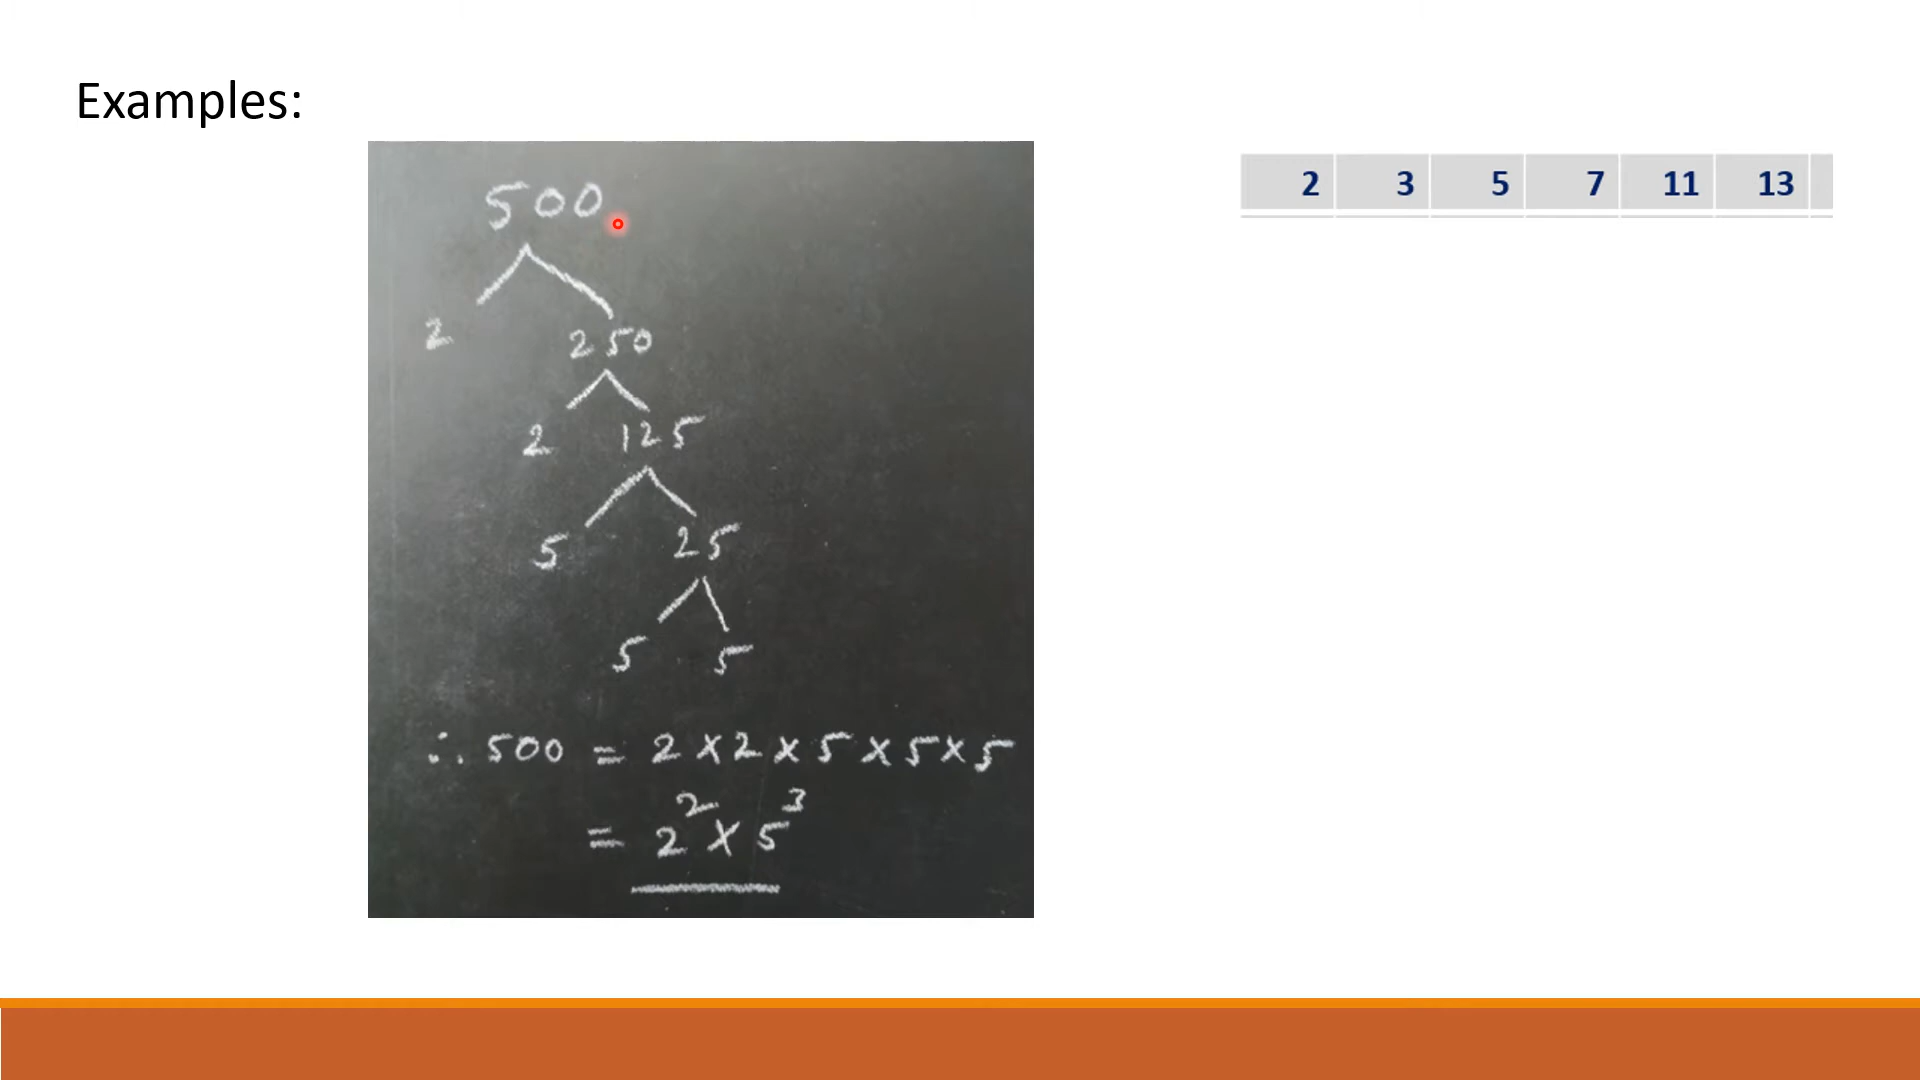 Examples:
500
2 250
2 125
5 25
5 5
∴ 500 = 2 × 2 × 5 × 5 × 5
= 2² × 5³
2 3 5 7 11 13